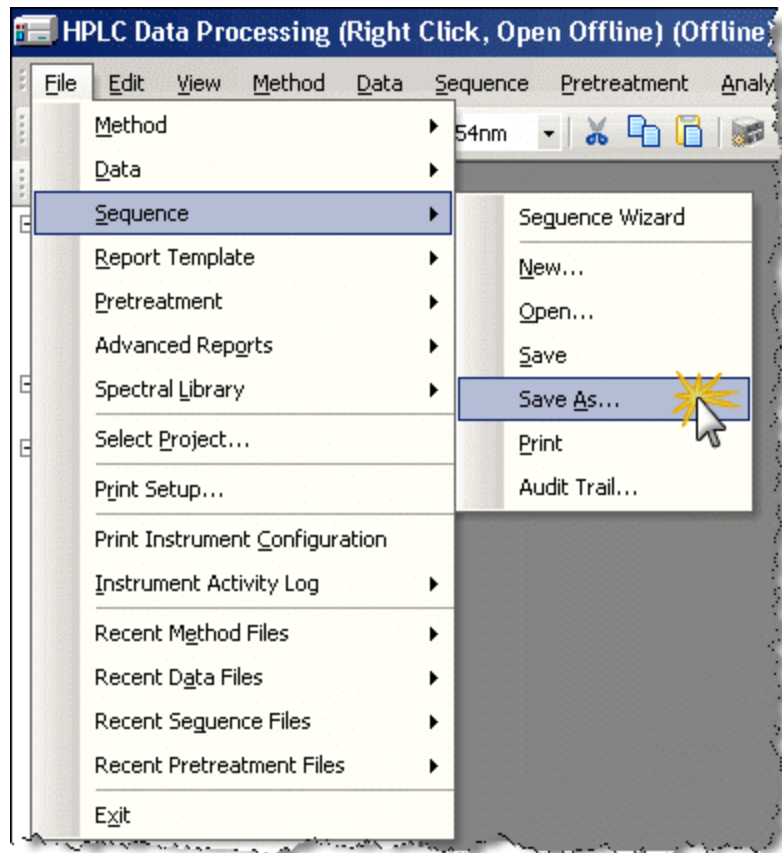 HPLC Data Processing (Right Click, Open Offline) (Offline)
File Edit View Method Data Sequence Pretreatment Analy
54nm
Method
Data
Sequence
Report Template
Pretreatment
Advanced Reports
Spectral Library
Select Project...
Print Setup...
Print Instrument Configuration
Instrument Activity Log
Recent Method Files
Recent Data Files
Recent Sequence Files
Recent Pretreatment Files
Exit
Sequence Wizard
New...
Open...
Save
Save As...
Print
Audit Trail...